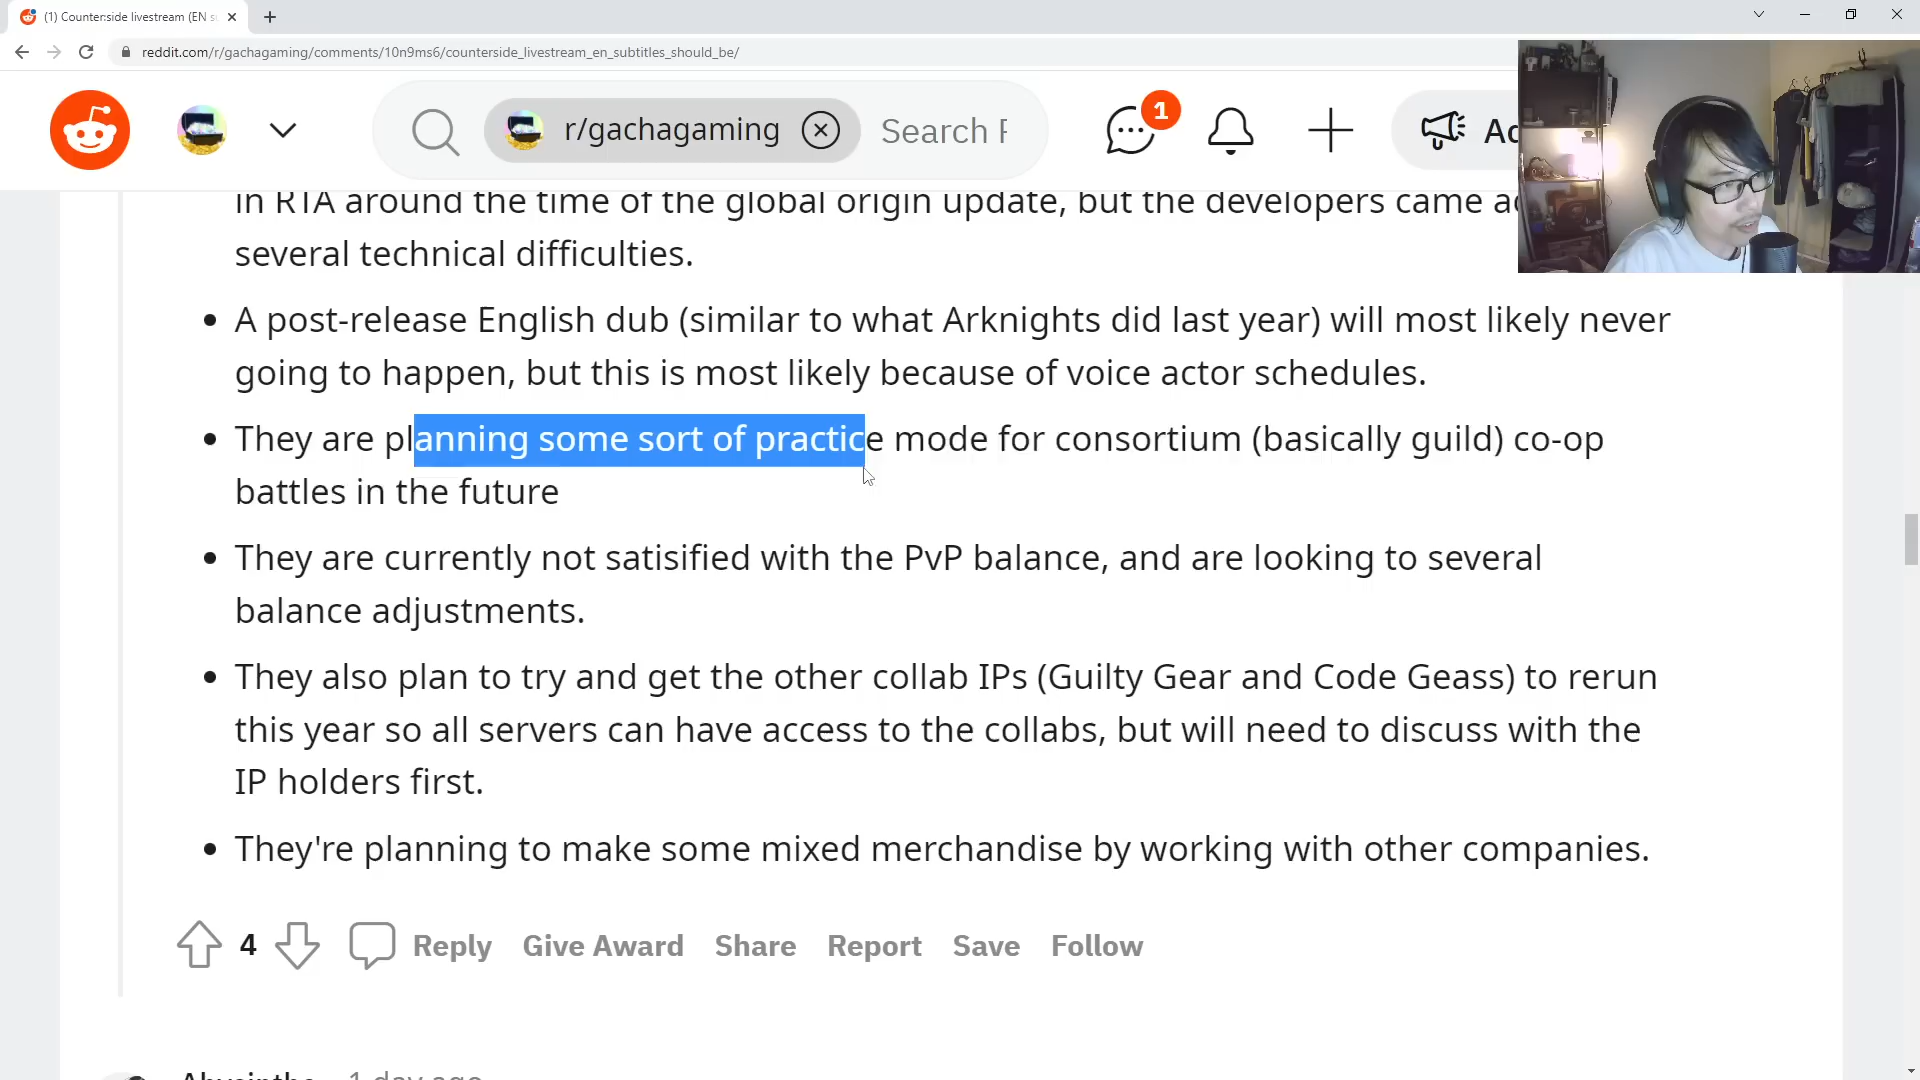 (1) Counter:side livestream (EN s
reddit.com/r/gachagaming/comments/10n9ms6/counterside_livestream_en_subtitles_should_be/
r/gachagaming
Search
1
in RTA around the time of the global origin update, but the developers came
several technical difficulties.
• A post-release English dub (similar to what Arknights did last year) will most likely never
going to happen, but this is most likely because of voice actor schedules.
• They are planning some sort of practice mode for consortium (basically guild) co-op
battles in the future
• They are currently not satisified with the PvP balance, and are looking to several
balance adjustments.
• They also plan to try and get the other collab IPs (Guilty Gear and Code Geass) to rerun
this year so all servers can have access to the collabs, but will need to discuss with the
IP holders first.
• They're planning to make some mixed merchandise by working with other companies.
4 Reply Give Award Share Report Save Follow
1 day ago